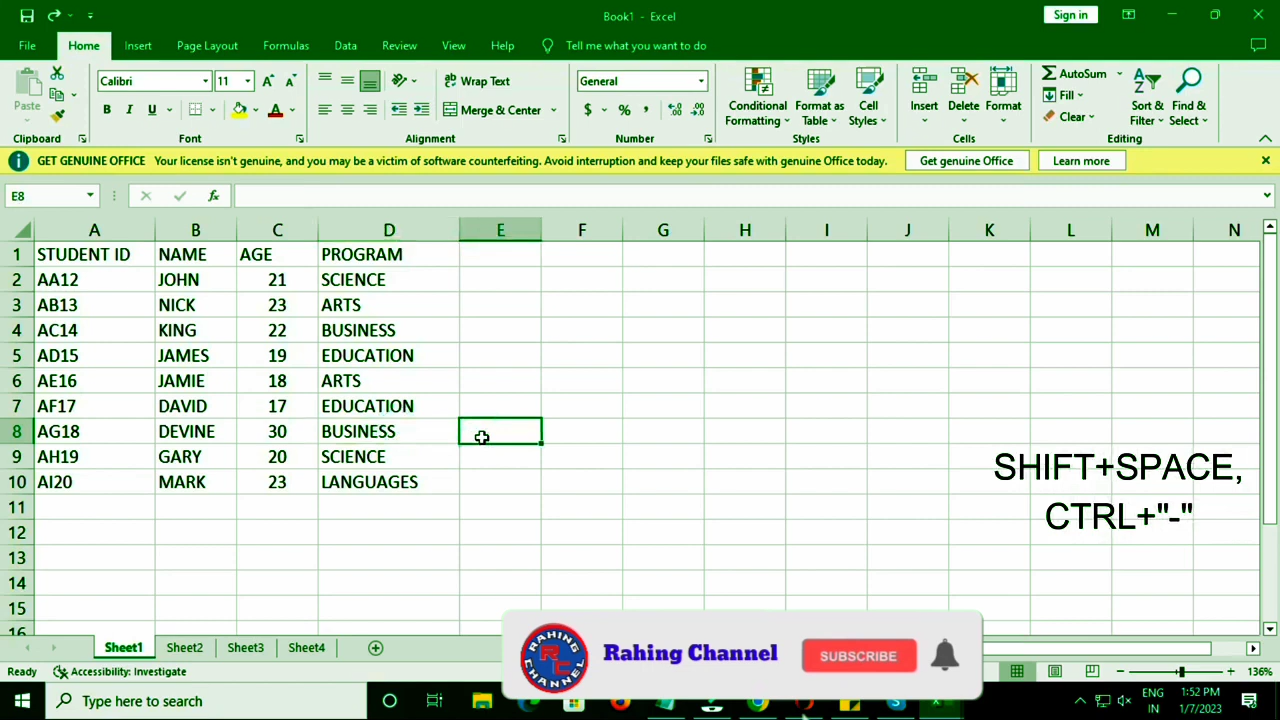 Book1 - Excel
Sign in
File Home Insert Page Layout Formulas Data Review View Help Tell me what you want to do
Paste
Calibri 11
B I U
Wrap Text
Merge & Center
General
$ %
Conditional Formatting
Format as Table
Cell Styles
Insert
Delete
Format
AutoSum
Fill
Clear
Sort & Filter
Find & Select
Clipboard Font Alignment Number Styles Cells Editing
GET GENUINE OFFICE Your license isn't genuine, and you may be a victim of software counterfeiting. Avoid interruption and keep your files safe with genuine Office today. Get genuine Office Learn more
E8 fx
A B C D E F G H I J K L M N
1 STUDENT ID NAME AGE PROGRAM
2 AA12 JOHN 21 SCIENCE
3 AB13 NICK 23 ARTS
4 AC14 KING 22 BUSINESS
5 AD15 JAMES 19 EDUCATION
6 AE16 JAMIE 18 ARTS
7 AF17 DAVID 17 EDUCATION
8 AG18 DEVINE 30 BUSINESS
9 AH19 GARY 20 SCIENCE
10 AI20 MARK 23 LANGUAGES
11
12
13
14
15
16
SHIFT+SPACE,
CTRL+"-"
RAHING
RC
CHANNEL
Rahing Channel
SUBSCRIBE
Sheet1 Sheet2 Sheet3 Sheet4
Ready Accessibility: Investigate 136%
Type here to search
ENG
IN
1:52 PM
1/7/2023